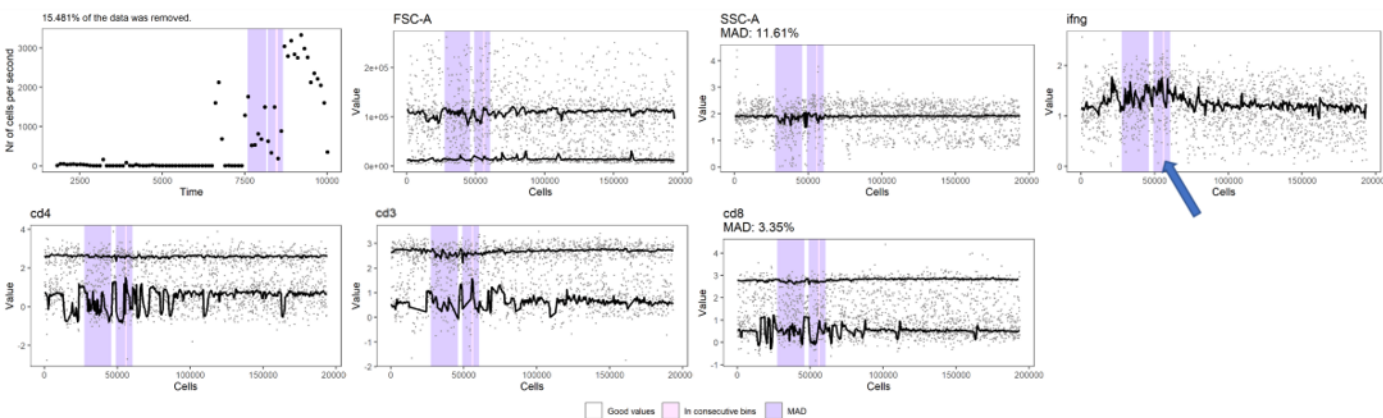 15.481% of the data was removed.
Nr of cells per second
3000
2000
1000
0
2500
5000
7500
10000
Time
FSC-A
Value
2e+05
1e+05
0e+00
0
50000
100000
150000
200000
Cells
SSC-A
MAD: 11.61%
Value
4
3
2
1
0
0
50000
100000
150000
200000
Cells
ifng
Value
2
1
0
0
50000
100000
150000
200000
Cells
cd4
Value
4
2
0
-2
0
50000
100000
150000
200000
Cells
cd3
Value
4
3
2
1
0
-1
-2
0
50000
100000
150000
200000
Cells
cd8
MAD: 3.35%
Value
4
3
2
1
0
-1
0
50000
100000
150000
200000
Cells
Good values
In consecutive bins
MAD